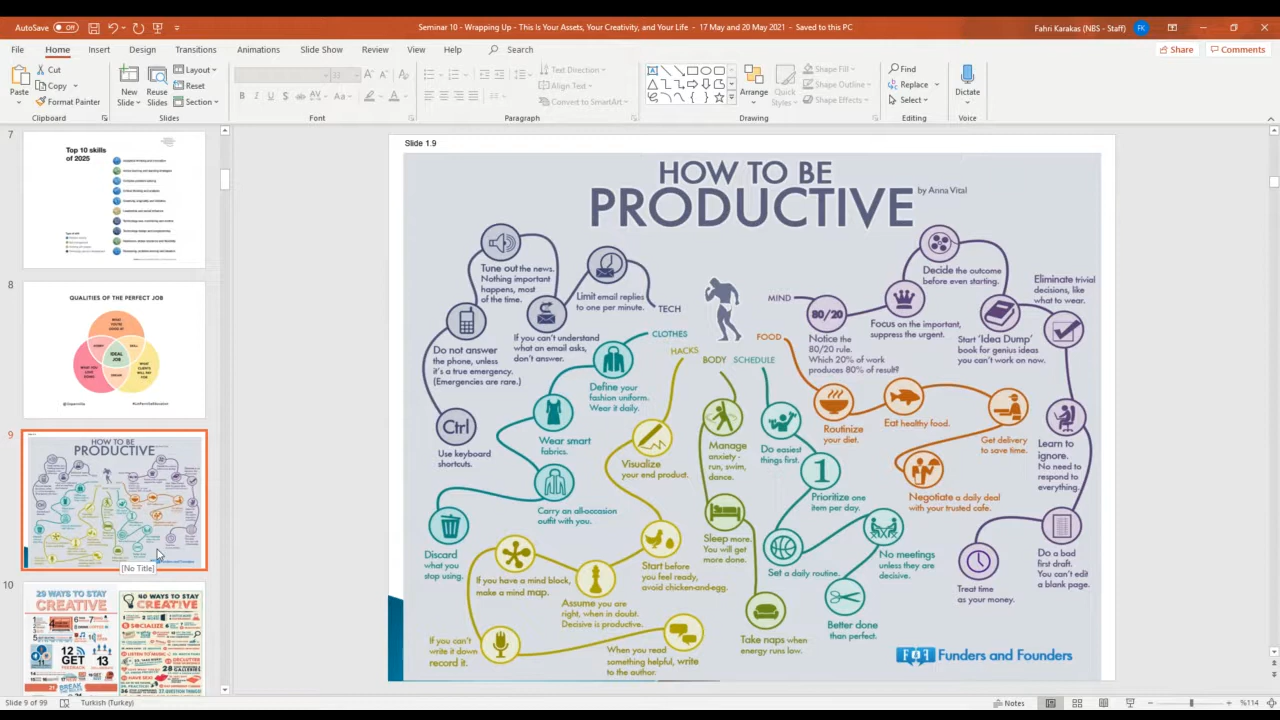 AutoSave Off
Seminar 10 - Wrapping Up - This Is Your Assets, Your Creativity, and Your Life - 17 May and 20 May 2021 - Saved to this PC
Fahri Karakas (NBS - Staff) FK
File Home Insert Design Transitions Animations Slide Show Review View Help Search
Share Comments
Paste
Cut
Copy
Format Painter
Clipboard
New Slide
Reuse Slides
Layout
Reset
Section
Slides
Font
Text Direction
Align Text
Convert to SmartArt
Paragraph
Arrange
Quick Styles
Shape Fill
Shape Outline
Shape Effects
Drawing
Find
Replace
Select
Editing
Dictate
Voice
7
Top 10 skills
of 2025
8
QUALITIES OF THE PERFECT JOB
IDEAL
JOB
9
HOW TO BE
PRODUCTIVE
[No Title]
10
29 WAYS TO STAY
CREATIVE
40 WAYS TO STAY
CREATIVE
Slide 1.9
HOW TO BE
PRODUCTIVE by Anna Vital
TECH
Limit email replies
to one per minute.
If you can't understand
what an email asks,
don't answer.
Tune out the news.
Nothing important
happens, most
of the time.
Do not answer
the phone, unless
it's a true emergency.
(Emergencies are rare.)
Ctrl
Use keyboard
shortcuts.
CLOTHES
Define your
fashion uniform.
Wear it daily.
Wear smart
fabrics.
Carry an all-occasion
outfit with you.
Discard
what you
stop using.
HACKS
Visualize
your end product.
Start before
you feel ready,
avoid chicken-and-egg.
Assume you are
right, when in doubt.
Decisive is productive.
If you have a mind block,
make a mind map.
If you can't
write it down
record it.
When you read
something helpful, write
to the author.
BODY
Manage
anxiety -
run, swim,
dance.
Sleep more.
You will get
more done.
Take naps when
energy runs low.
SCHEDULE
Do easiest
things first.
1
Prioritize one
item per day.
Set a daily routine.
No meetings
unless they are
decisive.
Better done
than perfect.
FOOD
Routinize
your diet.
Eat healthy food.
Get delivery
to save time.
Negotiate a daily deal
with your trusted cafe.
MIND
80/20
Notice the
80/20 rule.
Which 20% of work
produces 80% of result?
Focus on the important,
suppress the urgent.
Decide the outcome
before even starting.
Start 'Idea Dump'
book for genius ideas
you can't work on now.
Eliminate trivial
decisions, like
what to wear.
Learn to
ignore.
No need to
respond to
everything.
Do a bad
first draft.
You can't edit
a blank page.
Treat time
as your money.
Funders and Founders
Slide 9 of 99
Turkish (Turkey)
Notes
%114